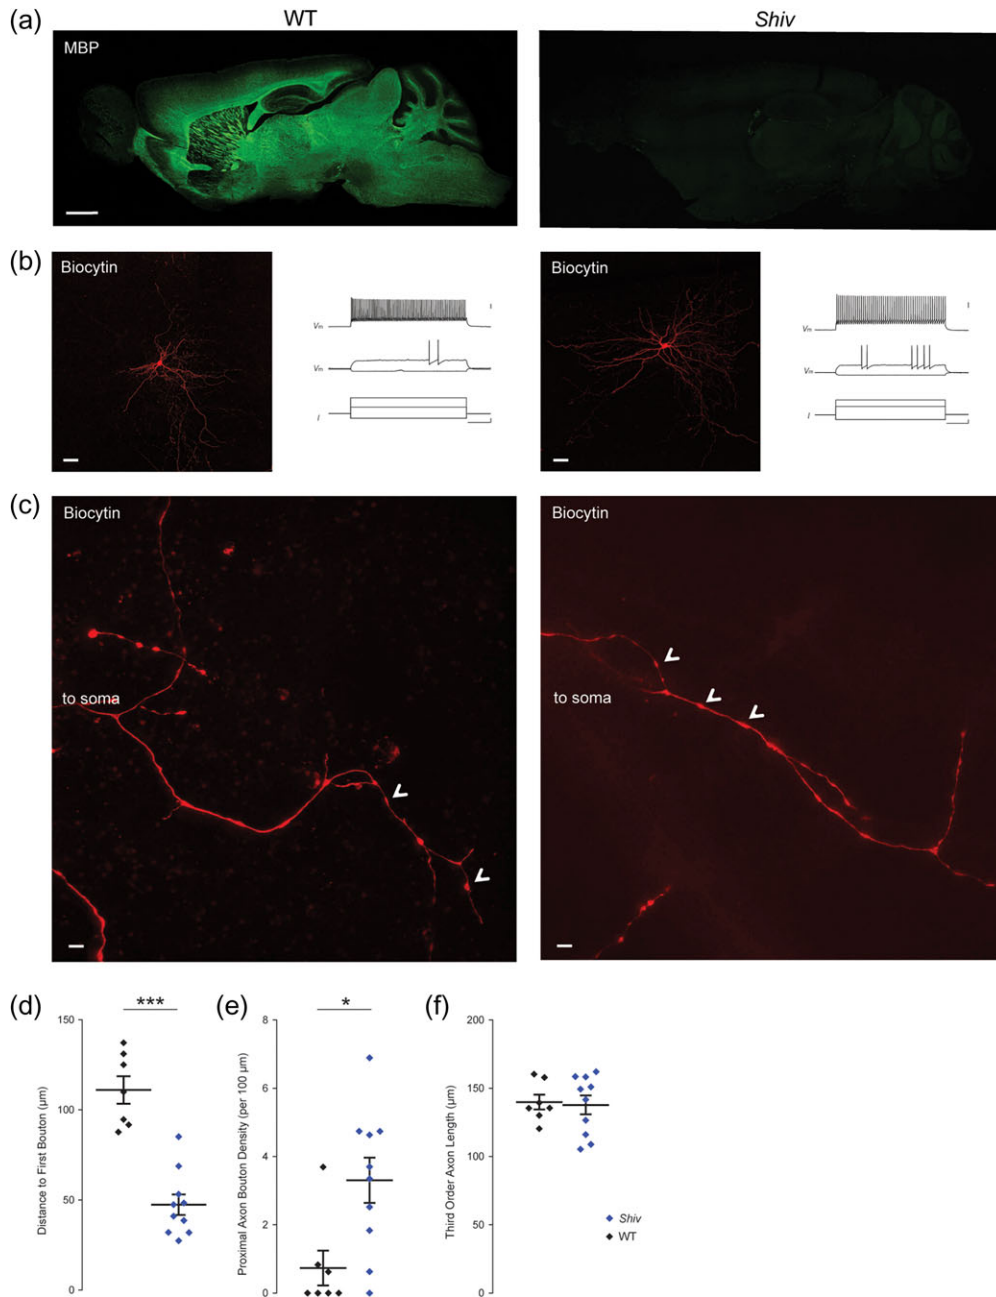 (a)
WT
Shiv
MBP
(b)
Biocytin
Vm
Vm
I
Biocytin
Vm
Vm
I
(c)
Biocytin
to soma
Biocytin
to soma
(d)
***
Distance to First Bouton (µm)
150
100
50
0
(e)
*
Proximal Axon Bouton Density (per 100 µm)
8
6
4
2
0
(f)
Third Order Axon Length (µm)
200
150
100
50
0
Shiv
WT